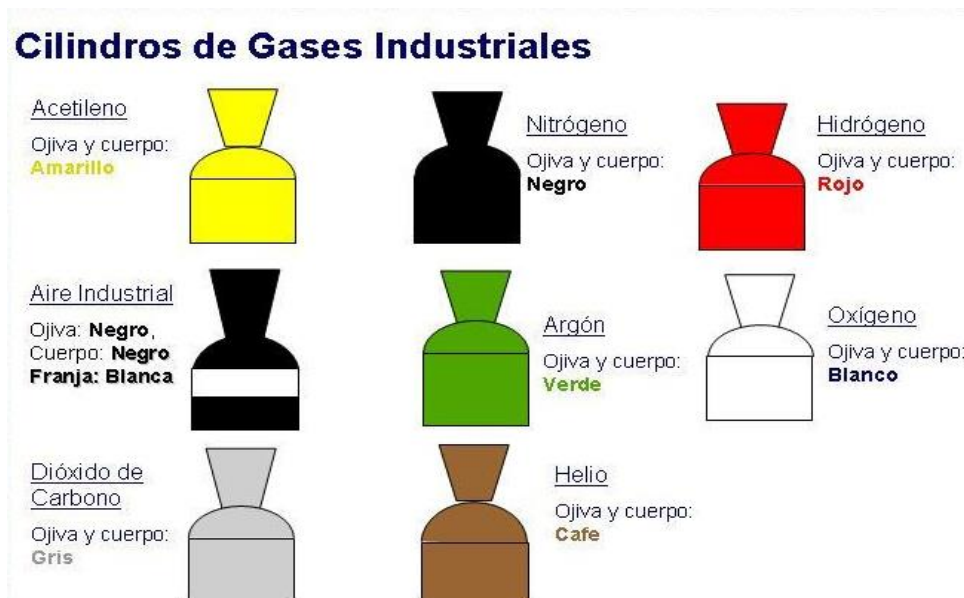 Cilindros de Gases Industriales
Acetileno
Ojiva y cuerpo:
Amarillo
Nitrógeno
Ojiva y cuerpo:
Negro
Hidrógeno
Ojiva y cuerpo:
Rojo
Aire Industrial
Ojiva: Negro,
Cuerpo: Negro
Franja: Blanca
Argón
Ojiva y cuerpo:
Verde
Oxígeno
Ojiva y cuerpo:
Blanco
Dióxido de
Carbono
Ojiva y cuerpo:
Gris
Helio
Ojiva y cuerpo:
Cafe